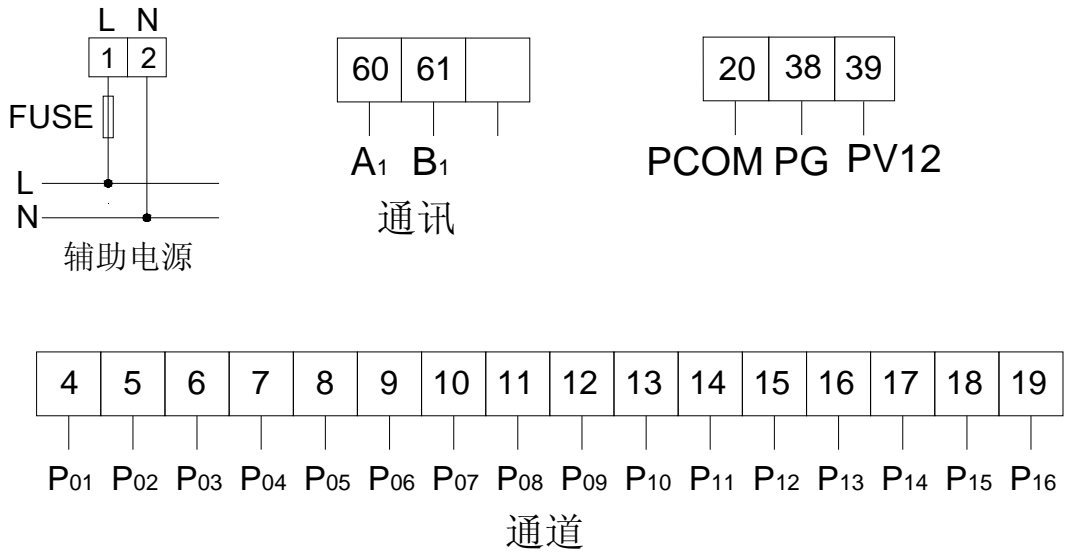 L N
1 2
FUSE
L
N
辅助电源
60 61
A1 B1
通讯
20 38 39
PCOM PG PV12
4 5 6 7 8 9 10 11 12 13 14 15 16 17 18 19
P01 P02 P03 P04 P05 P06 P07 P08 P09 P10 P11 P12 P13 P14 P15 P16
通道